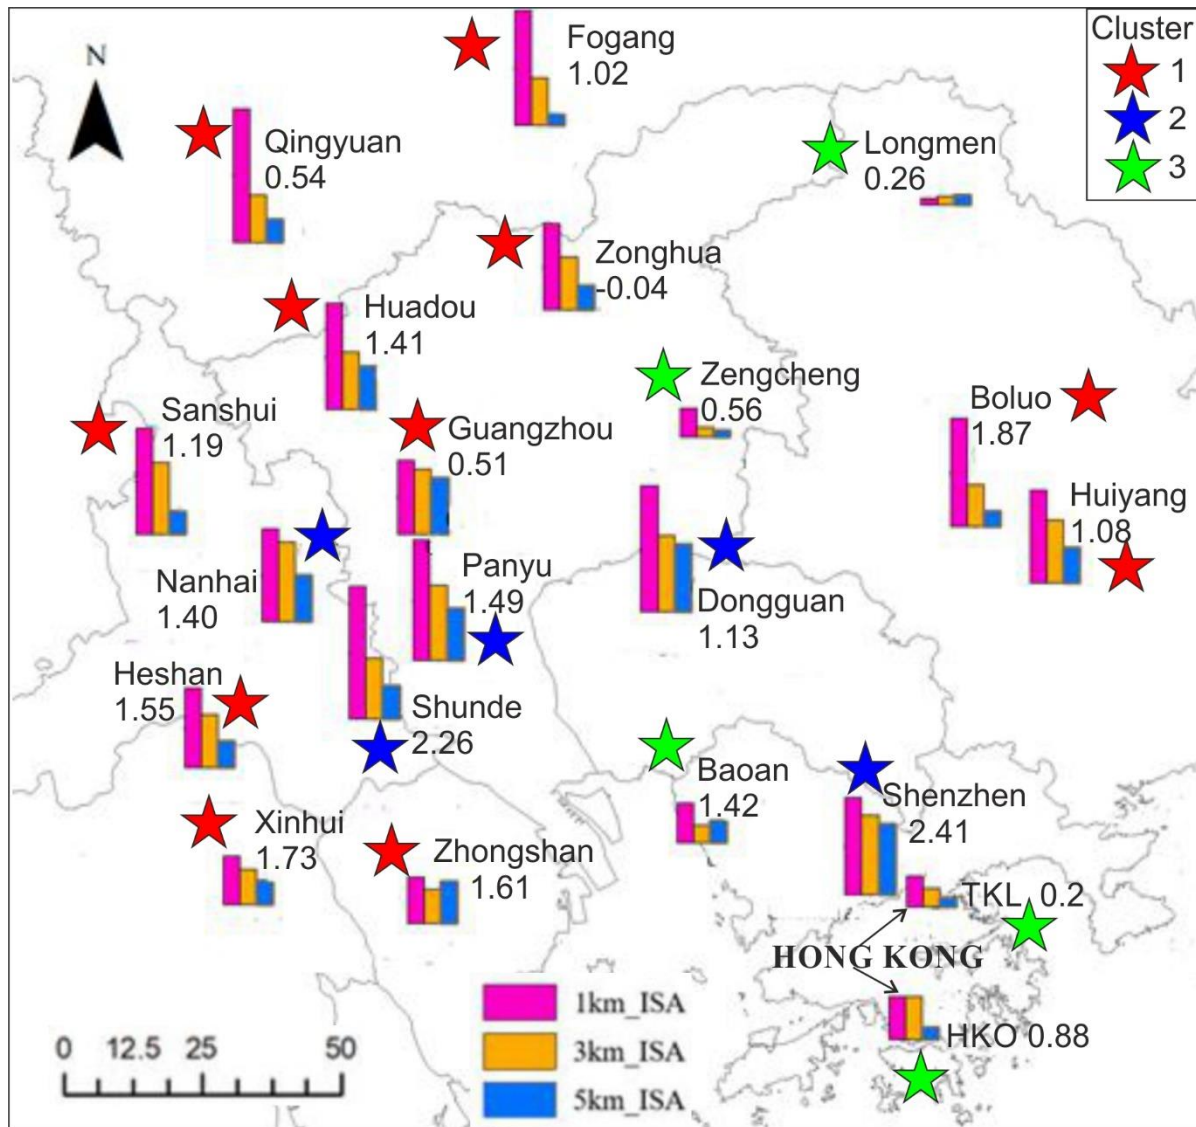 Cluster
1
2
3
N
Fogang
1.02
Qingyuan
0.54
Longmen
0.26
Zonghua
-0.04
Huadou
1.41
Zengcheng
0.56
Boluo
1.87
Sanshui
1.19
Guangzhou
0.51
Huiyang
1.08
Nanhai
1.40
Panyu
1.49
Dongguan
1.13
Heshan
1.55
Shunde
2.26
Baoan
1.42
Shenzhen
2.41
Xinhui
1.73
Zhongshan
1.61
TKL 0.2
HONG KONG
HKO 0.88
1km_ISA
3km_ISA
5km_ISA
0 12.5 25 50